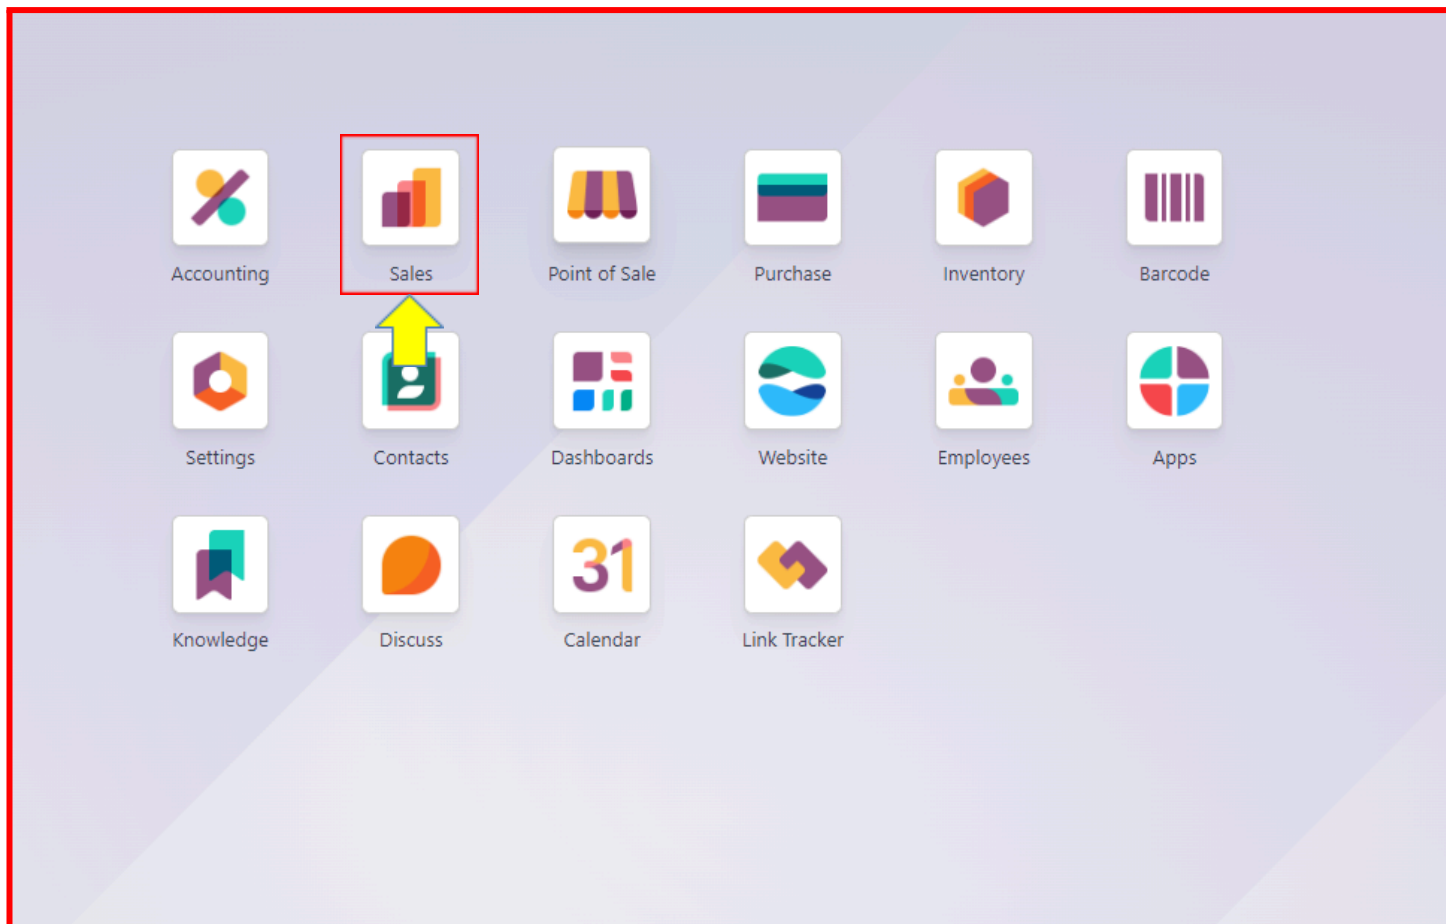 Accounting Sales Point of Sale Purchase Inventory Barcode
Settings Contacts Dashboards Website Employees Apps
31
Knowledge Discuss Calendar Link Tracker